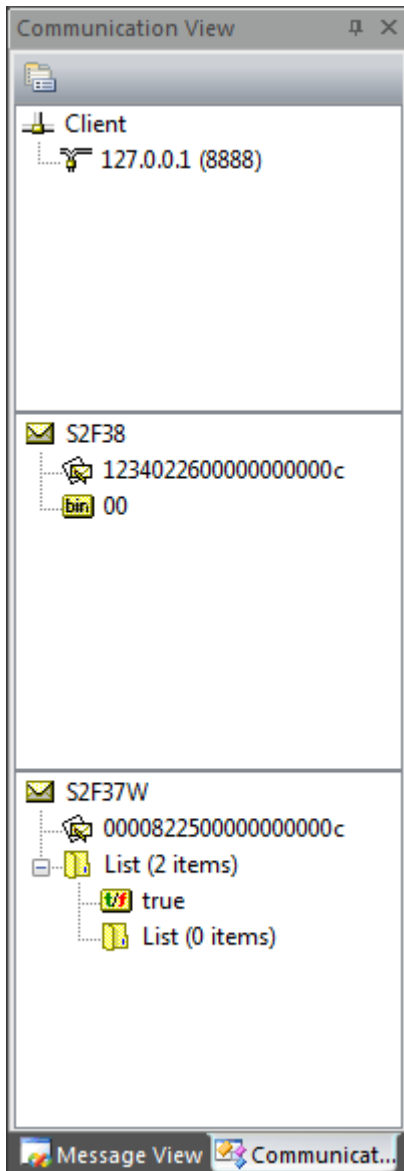 Communication View
Client
127.0.0.1 (8888)
S2F38
1234022600000000000c
bin 00
S2F37W
0000822500000000000c
List (2 items)
t/f true
List (0 items)
Message View Communicat...